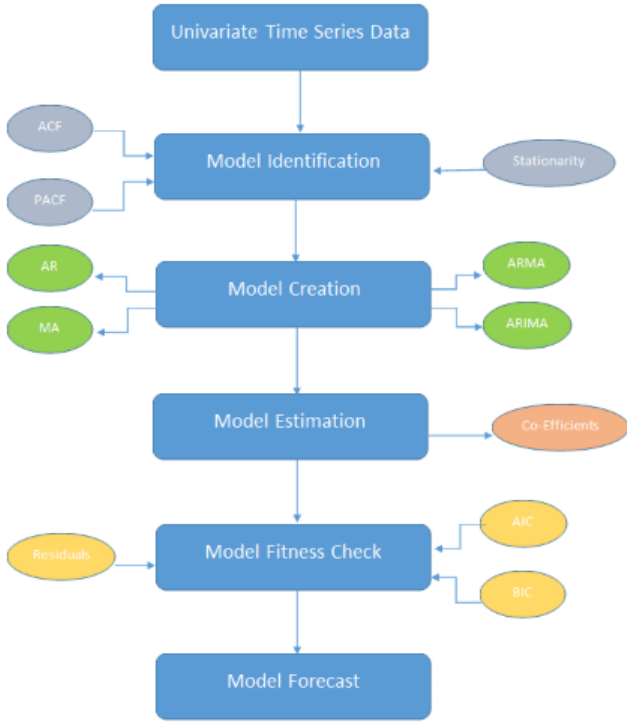 Univariate Time Series Data
ACF
Model Identification
Stationarity
PACF
AR
ARMA
Model Creation
MA
ARIMA
Model Estimation
Co-Efficients
AIC
Residuals
Model Fitness Check
BIC
Model Forecast